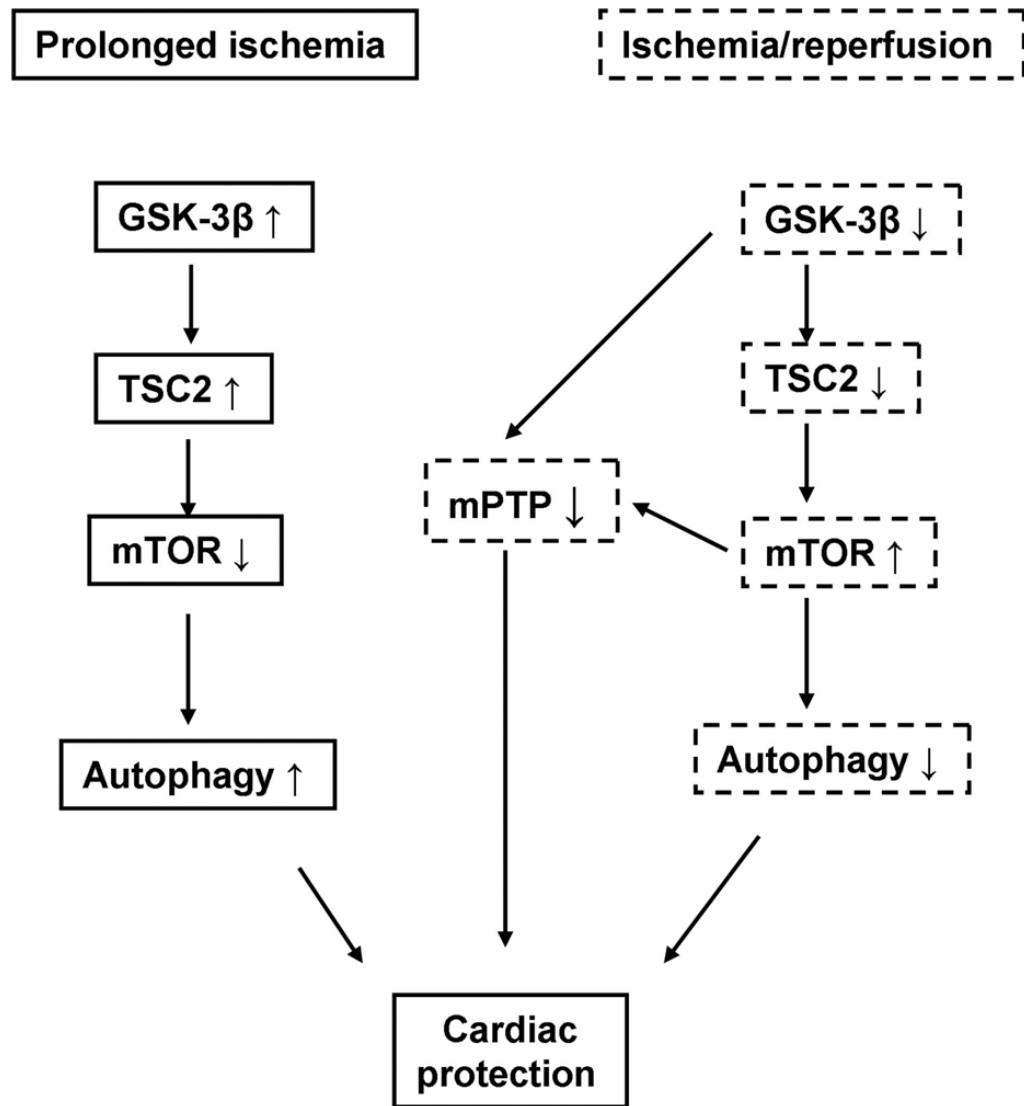 Prolonged ischemia
Ischemia/reperfusion
GSK-3β ↑
GSK-3β ↓
TSC2 ↑
TSC2 ↓
mPTP ↓
mTOR ↓
mTOR ↑
Autophagy ↑
Autophagy ↓
Cardiac
protection